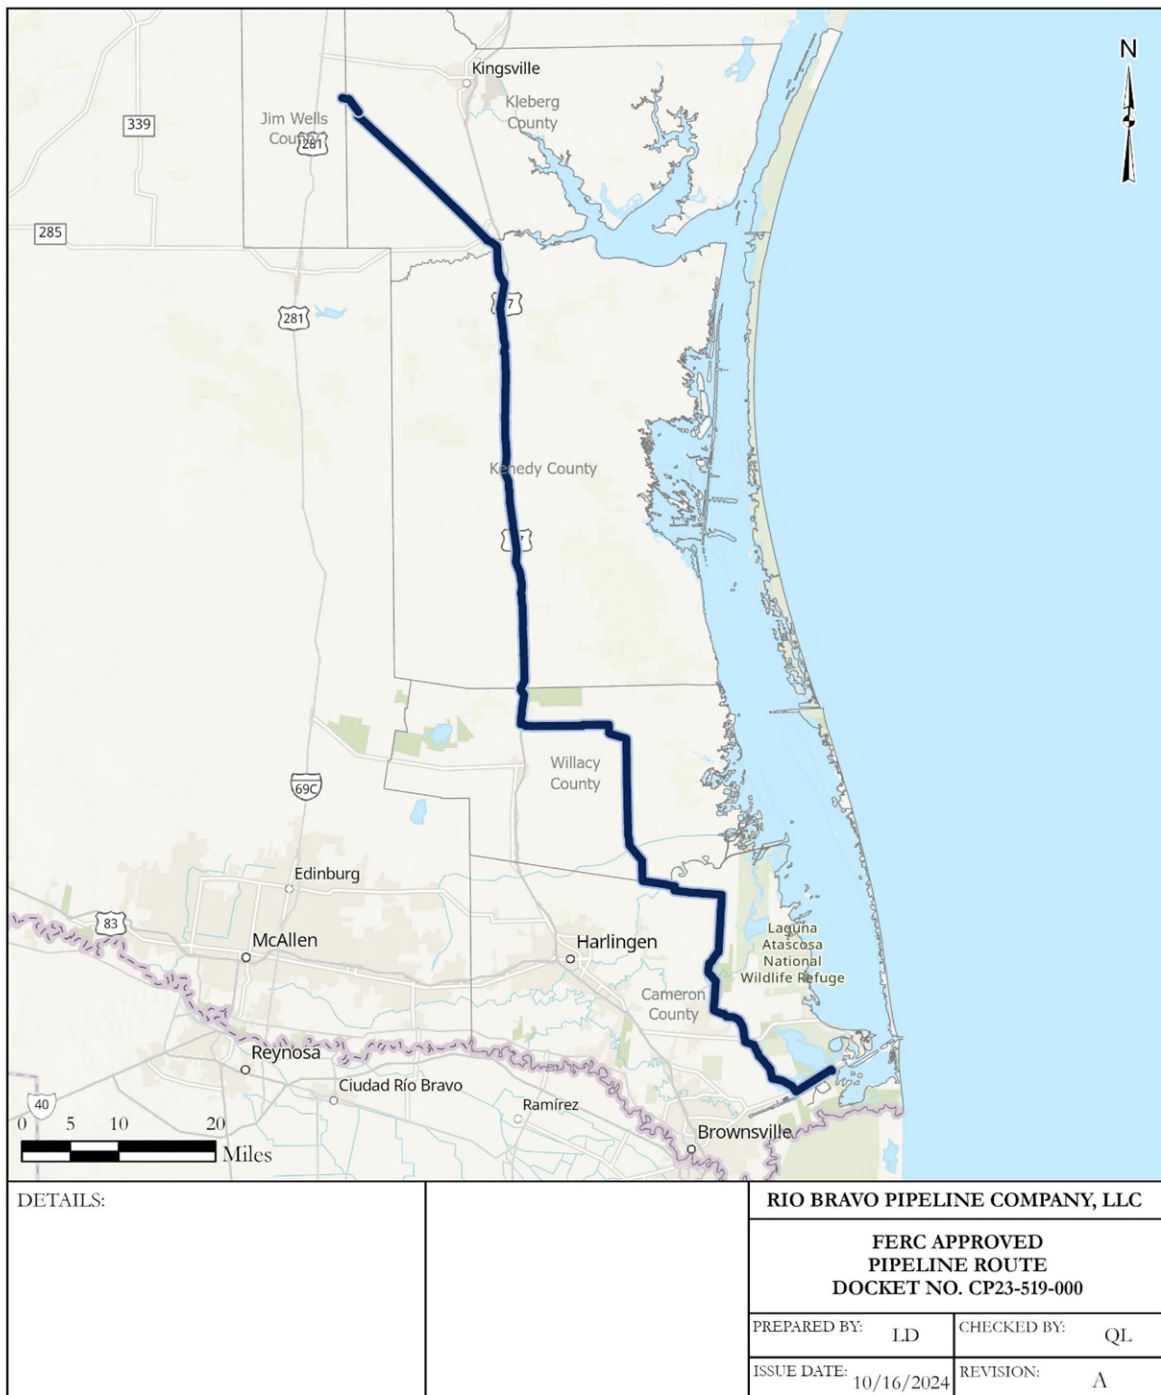 N
Kingsville
Kleberg
County
Jim Wells
County
339
281
285
281
7
Kenedy County
Willacy
County
69C
Edinburg
83
McAllen
Harlingen
Laguna
Atascosa
National
Wildlife Refuge
Cameron
County
Reynosa
Ciudad Río Bravo
40
Ramírez
Brownsville
0 5 10 20
Miles
DETAILS:
RIO BRAVO PIPELINE COMPANY, LLC
FERC APPROVED
PIPELINE ROUTE
DOCKET NO. CP23-519-000
PREPARED BY: LD
CHECKED BY: QL
ISSUE DATE: 10/16/2024
REVISION: A